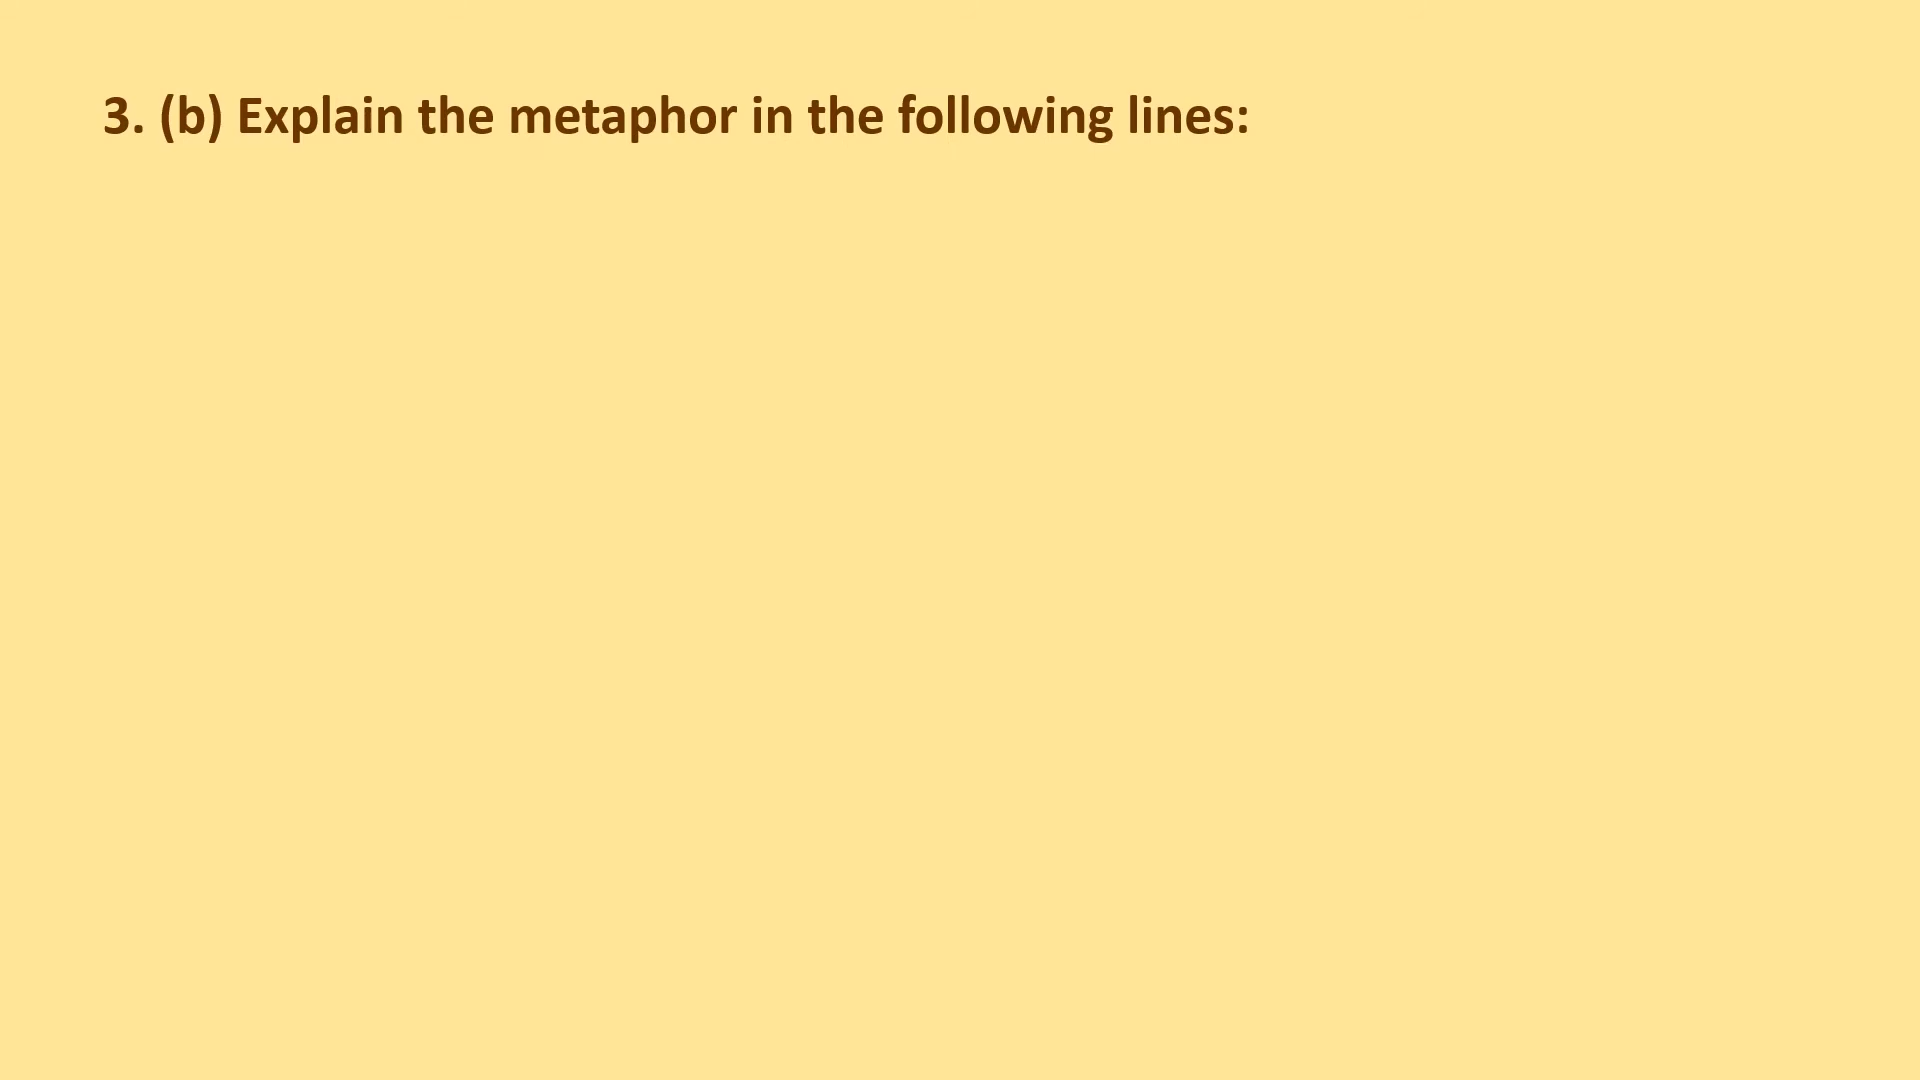 3. (b) Explain the metaphor in the following lines: